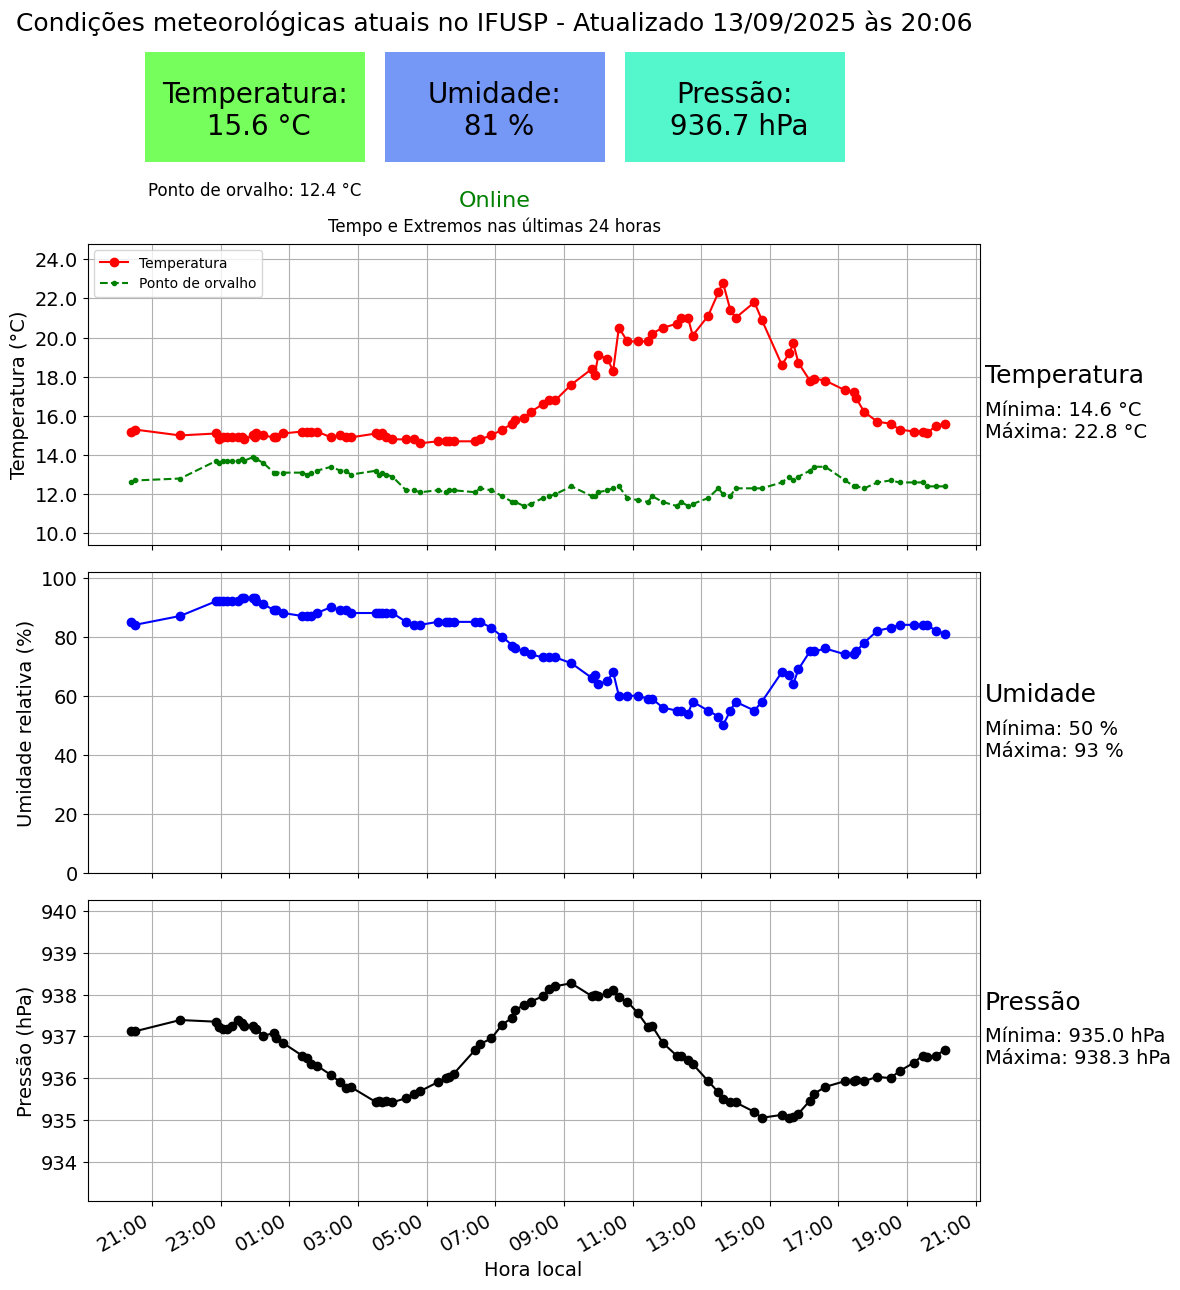 Condições meteorológicas atuais no IFUSP - Atualizado 13/09/2025 às 20:06
Temperatura:
15.6 °C
Umidade:
81 %
Pressão:
936.7 hPa
Ponto de orvalho: 12.4 °C
Online
Tempo e Extremos nas últimas 24 horas
Temperatura (°C)
24.0
22.0
20.0
18.0
16.0
14.0
12.0
10.0
Temperatura
Ponto de orvalho
Temperatura
Mínima: 14.6 °C
Máxima: 22.8 °C
Umidade relativa (%)
100
80
60
40
20
0
Umidade
Mínima: 50 %
Máxima: 93 %
Pressão (hPa)
940
939
938
937
936
935
934
Pressão
Mínima: 935.0 hPa
Máxima: 938.3 hPa
21:00 23:00 01:00 03:00 05:00 07:00 09:00 11:00 13:00 15:00 17:00 19:00 21:00
Hora local